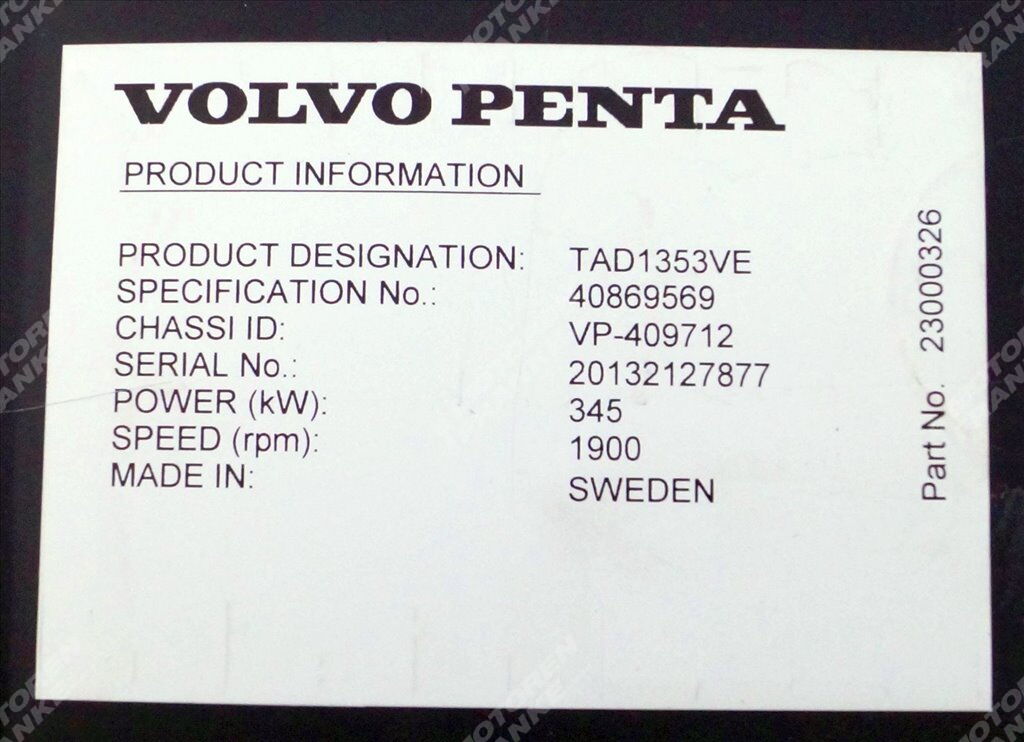 VOLVO PENTA
PRODUCT INFORMATION
PRODUCT DESIGNATION: TAD1353VE
SPECIFICATION No.: 40869569
CHASSI ID: VP-409712
SERIAL No.: 20132127877
POWER (kW): 345
SPEED (rpm): 1900
MADE IN: SWEDEN
Part No. 23000326
MOTOREN